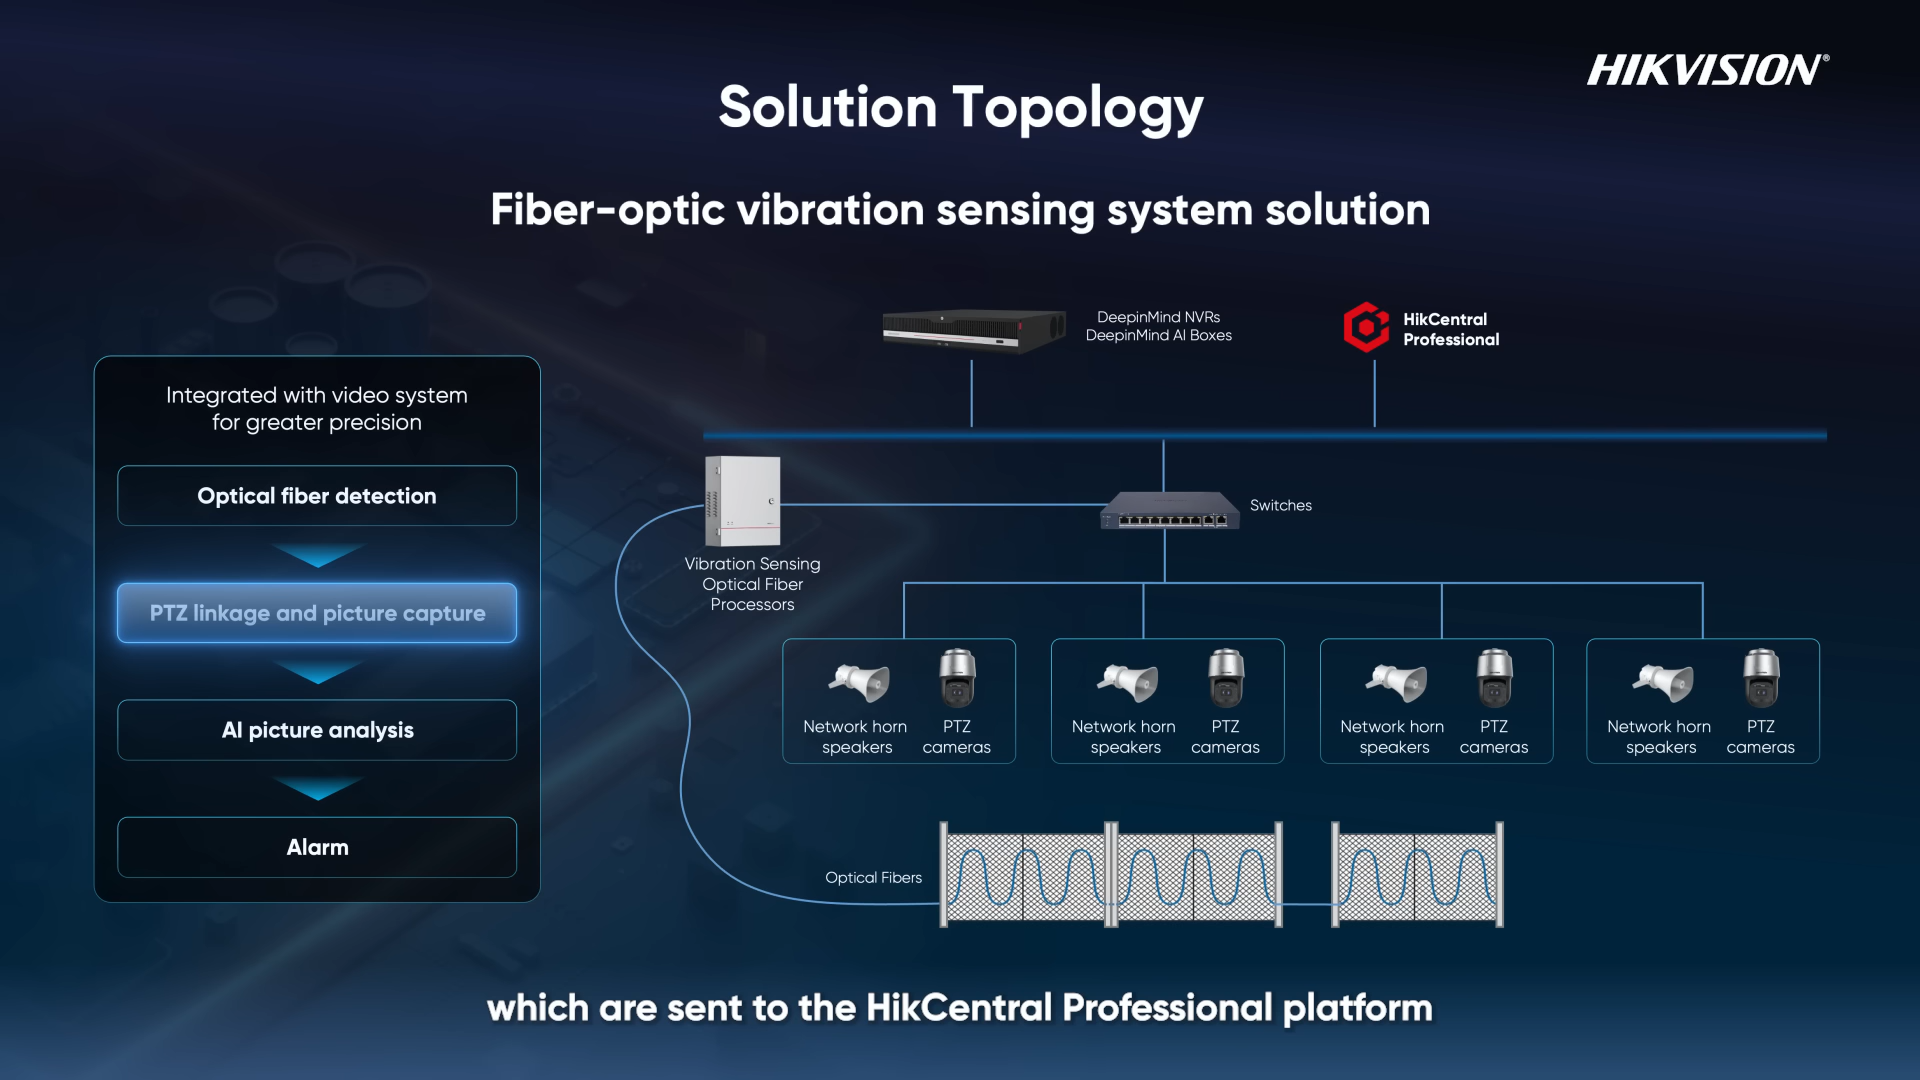 HIKVISION®
Solution Topology
Fiber-optic vibration sensing system solution
DeepinMind NVRs
DeepinMind AI Boxes
HikCentral
Professional
Integrated with video system
for greater precision
Optical fiber detection
PTZ linkage and picture capture
AI picture analysis
Alarm
Switches
Vibration Sensing
Optical Fiber
Processors
Network horn
speakers
PTZ
cameras
Network horn
speakers
PTZ
cameras
Network horn
speakers
PTZ
cameras
Network horn
speakers
PTZ
cameras
Optical Fibers
which are sent to the HikCentral Professional platform